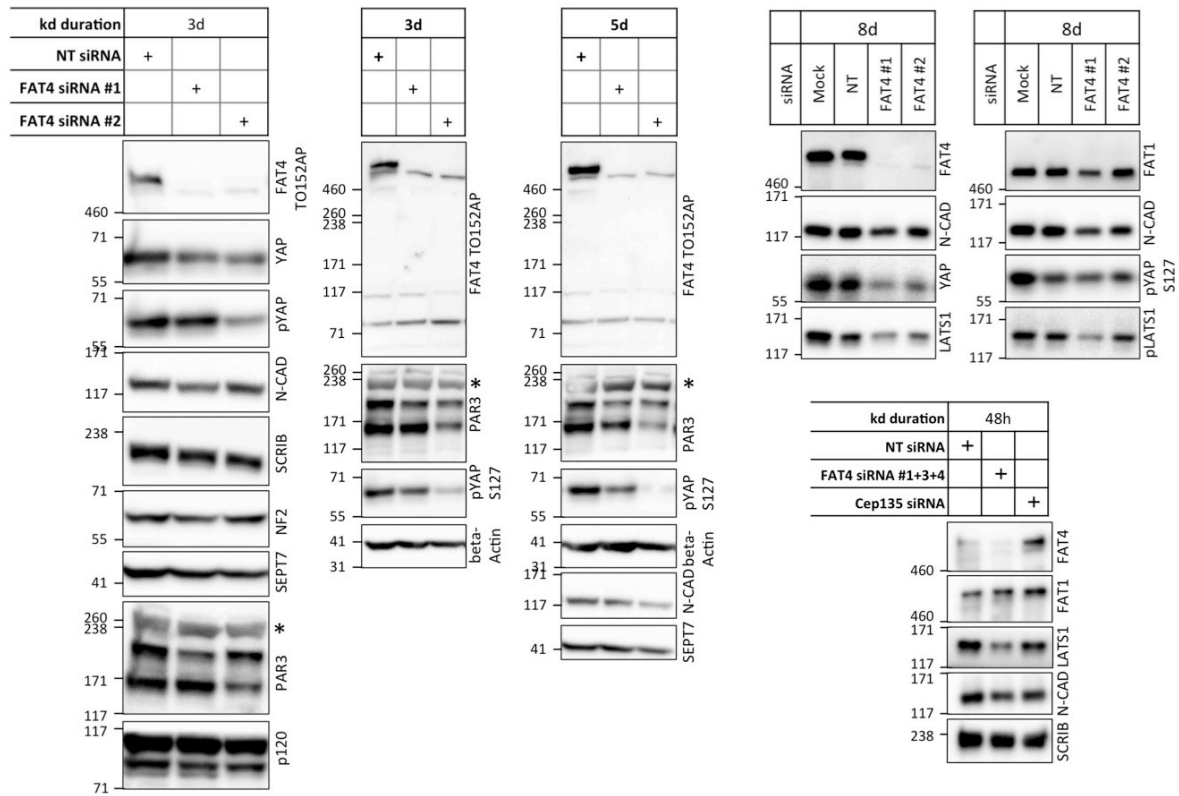 kd duration 3d
NT siRNA +
FAT4 siRNA #1 +
FAT4 siRNA #2 +
460
FAT4
TO152AP
71
55
YAP
71
55
pYAP
171
117
N-CAD
238
SCRIB
71
55
NF2
41
SEPT7
260
238
171
117
*
PAR3
117
71
p120
3d
+
+
+
460
260
238
171
117
71
FAT4 TO152AP
260
238
171
117
*
PAR3
71
55
pYAP
S127
41
31
beta-
Actin
5d
+
+
+
460
260
238
171
117
71
FAT4 TO152AP
260
238
171
117
*
PAR3
71
55
pYAP
S127
41
31
beta-
Actin
171
117
N-CAD
41
SEPT7
8d
siRNA
Mock
NT
FAT4 #1
FAT4 #2
460
FAT4
171
117
N-CAD
55
YAP
171
117
LATS1
8d
siRNA
Mock
NT
FAT4 #1
FAT4 #2
460
FAT1
171
117
N-CAD
55
pYAP
S127
171
117
pLATS1
kd duration 48h
NT siRNA +
FAT4 siRNA #1+3+4 +
Cep135 siRNA +
460
FAT4
460
FAT1
171
117
LATS1
171
117
N-CAD
238
SCRIB